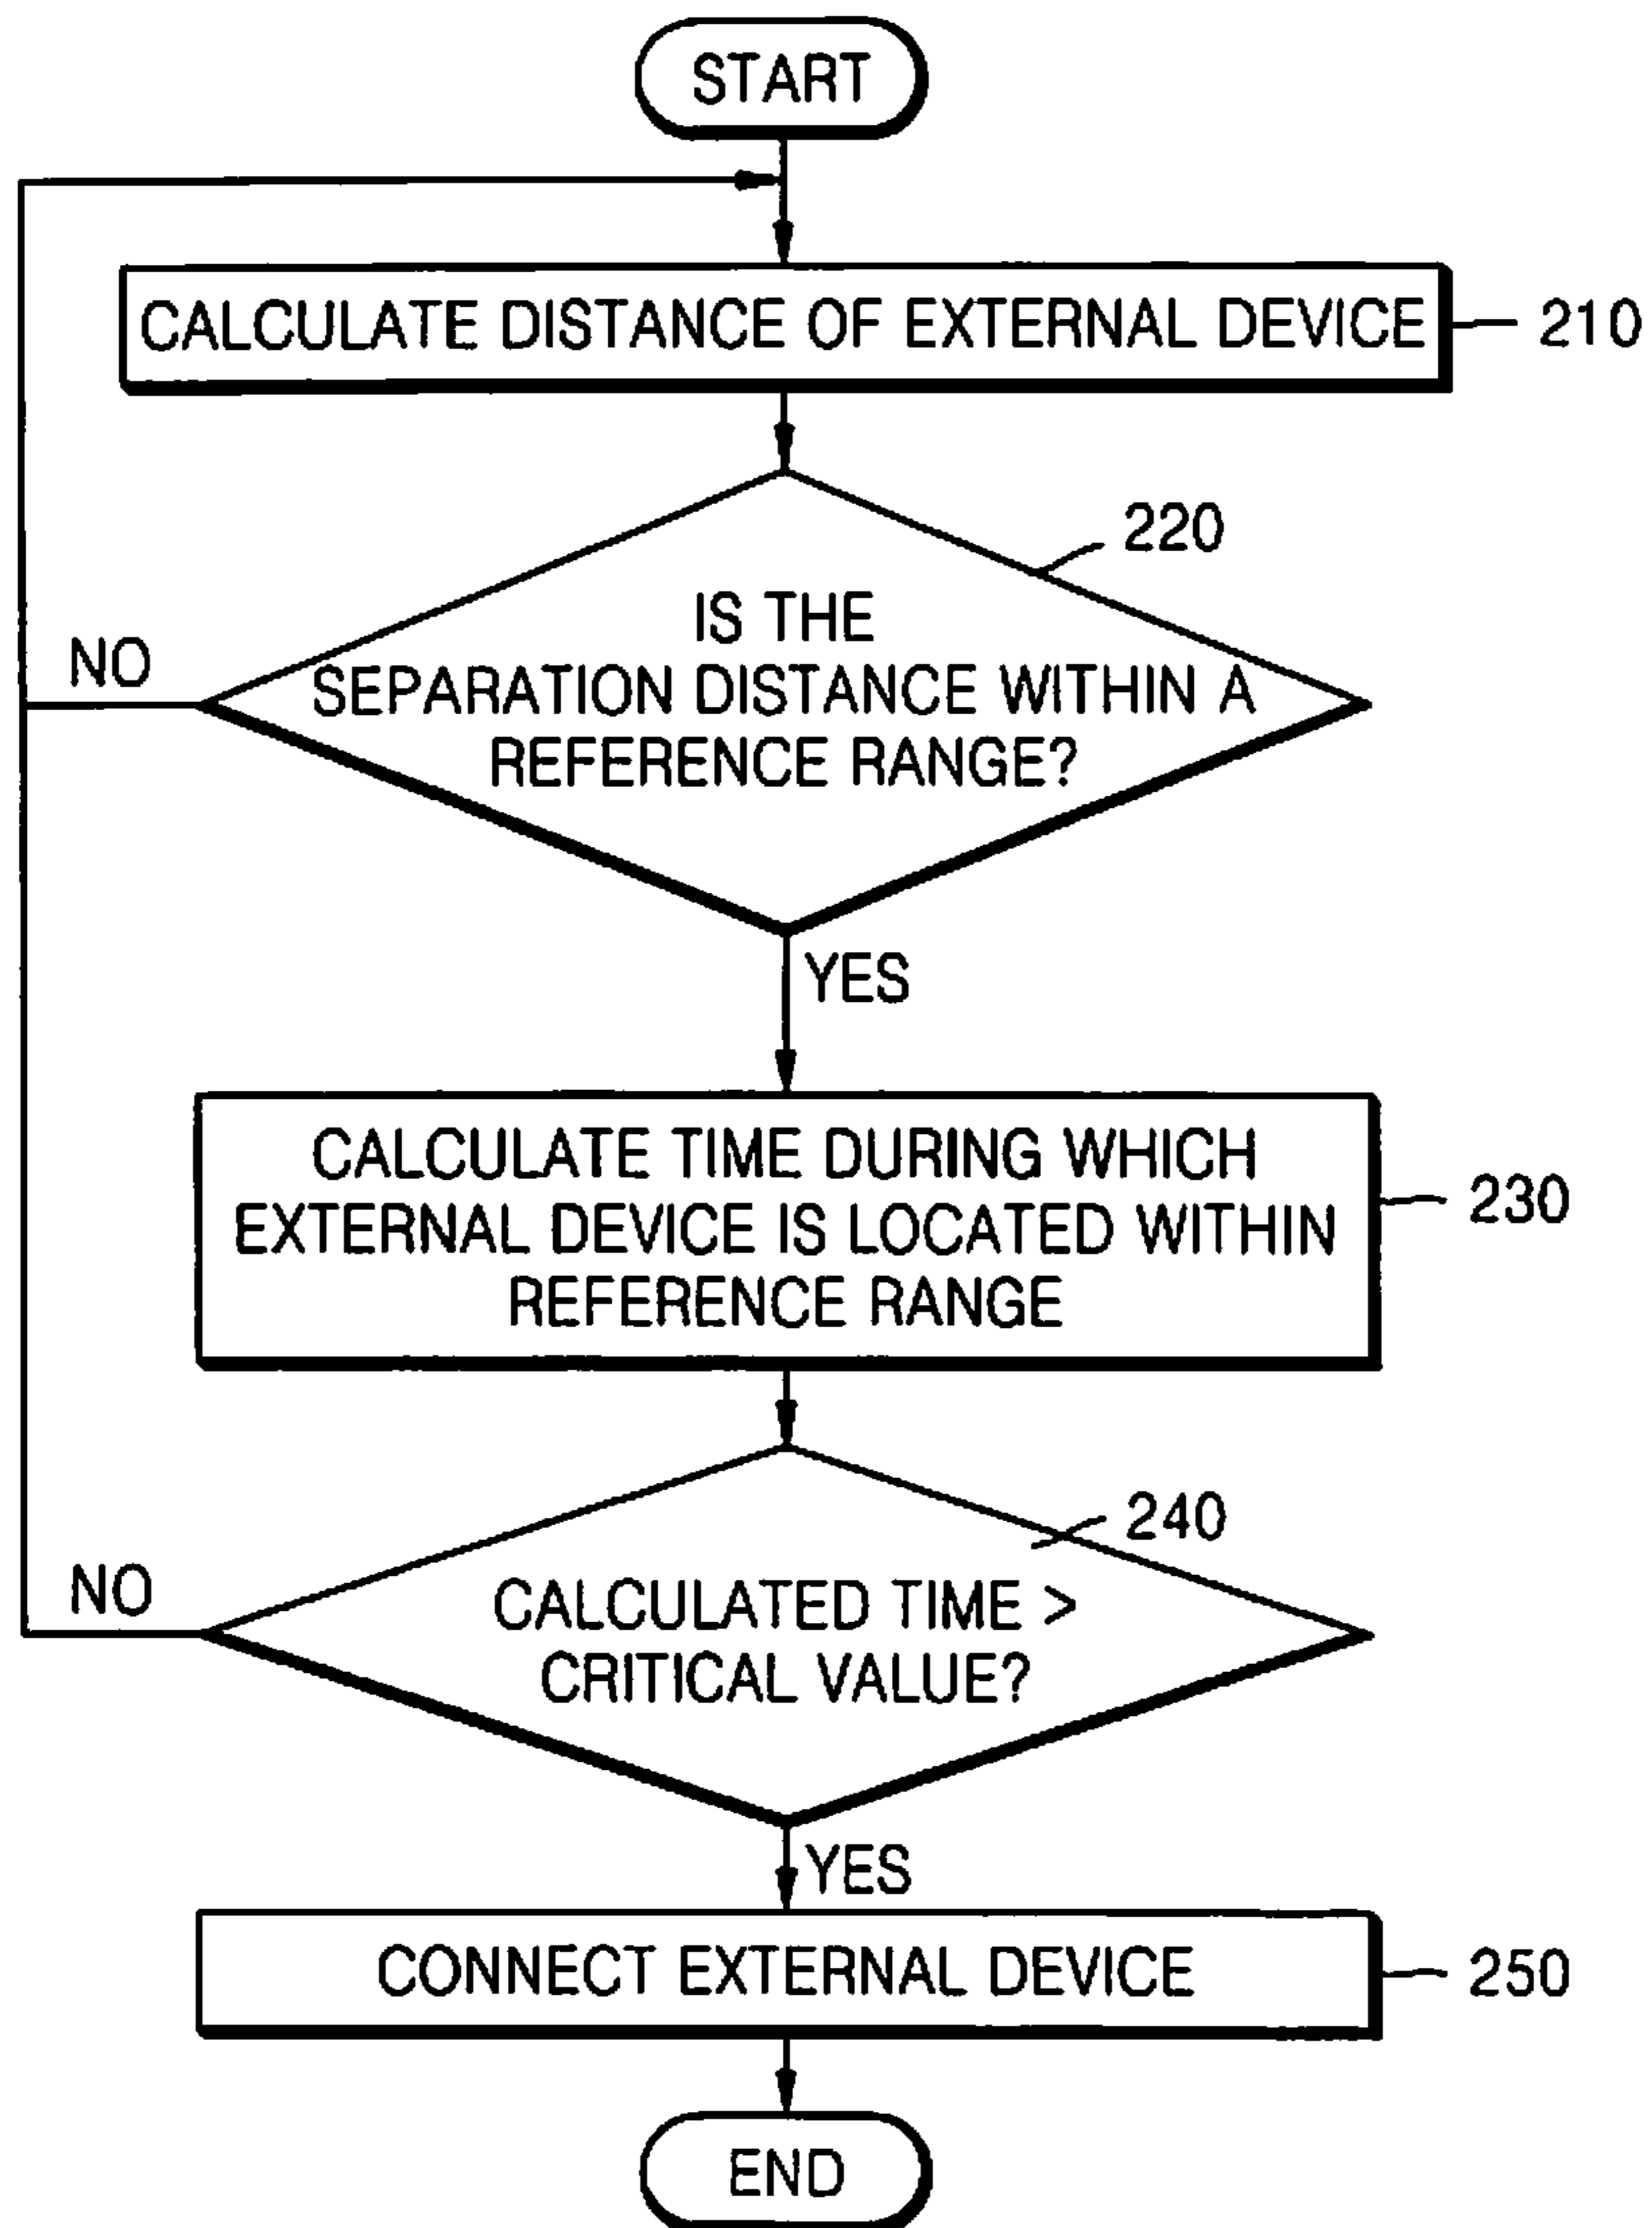 START
CALCULATE DISTANCE OF EXTERNAL DEVICE
210
220
IS THE
SEPARATION DISTANCE WITHIN A
REFERENCE RANGE?
NO
YES
CALCULATE TIME DURING WHICH
EXTERNAL DEVICE IS LOCATED WITHIN
REFERENCE RANGE
230
240
CALCULATED TIME >
CRITICAL VALUE?
NO
YES
CONNECT EXTERNAL DEVICE
250
END